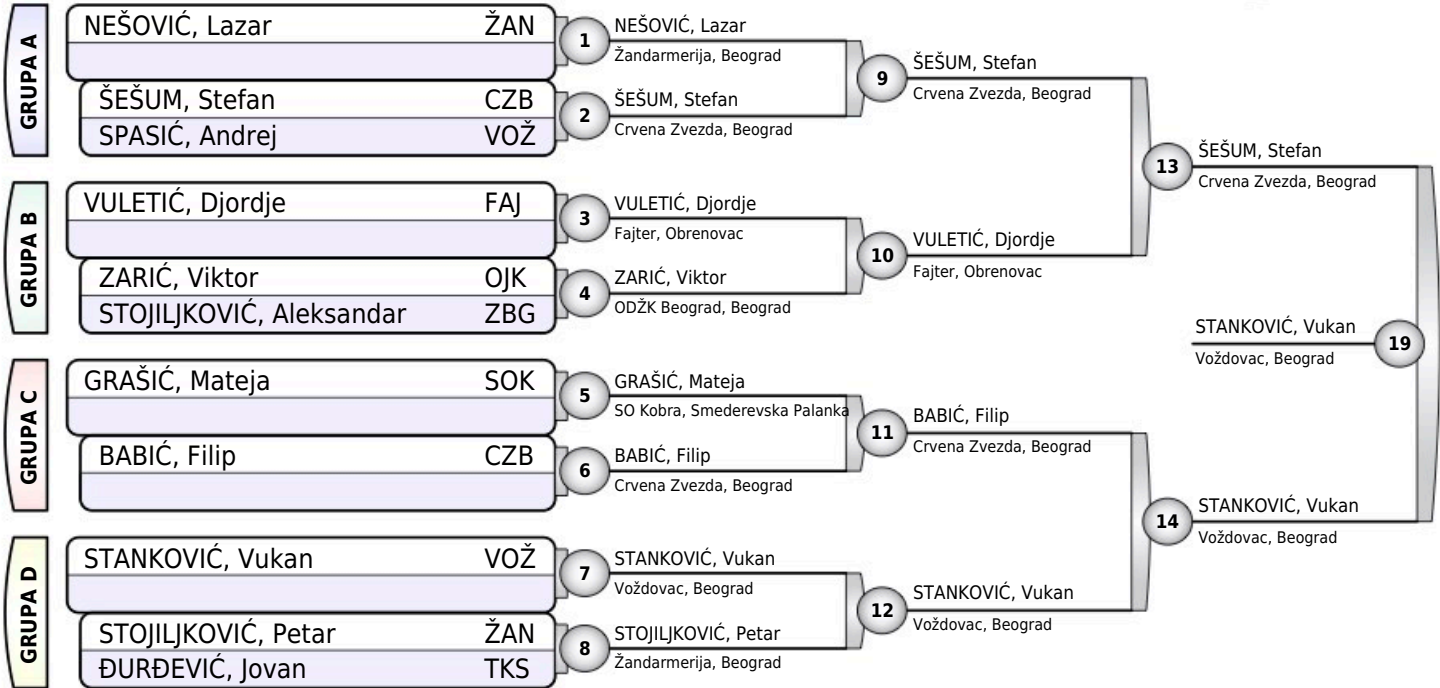 GRUPA A
NEŠOVIĆ, Lazar ŽAN
ŠEŠUM, Stefan CZB
SPASIĆ, Andrej VOŽ
GRUPA B
VULETIĆ, Djordje FAJ
ZARIĆ, Viktor OJK
STOJILJKOVIĆ, Aleksandar ZBG
GRUPA C
GRAŠIĆ, Mateja SOK
BABIĆ, Filip CZB
GRUPA D
STANKOVIĆ, Vukan VOŽ
STOJILJKOVIĆ, Petar ŽAN
ĐURĐEVIĆ, Jovan TKS
1
NEŠOVIĆ, Lazar
Žandarmerija, Beograd
2
ŠEŠUM, Stefan
Crvena Zvezda, Beograd
3
VULETIĆ, Djordje
Fajter, Obrenovac
4
ZARIĆ, Viktor
ODŽK Beograd, Beograd
5
GRAŠIĆ, Mateja
SO Kobra, Smederevska Palanka
6
BABIĆ, Filip
Crvena Zvezda, Beograd
7
STANKOVIĆ, Vukan
Voždovac, Beograd
8
STOJILJKOVIĆ, Petar
Žandarmerija, Beograd
9
ŠEŠUM, Stefan
Crvena Zvezda, Beograd
10
VULETIĆ, Djordje
Fajter, Obrenovac
11
BABIĆ, Filip
Crvena Zvezda, Beograd
12
STANKOVIĆ, Vukan
Voždovac, Beograd
13
ŠEŠUM, Stefan
Crvena Zvezda, Beograd
14
STANKOVIĆ, Vukan
Voždovac, Beograd
STANKOVIĆ, Vukan
Voždovac, Beograd
19